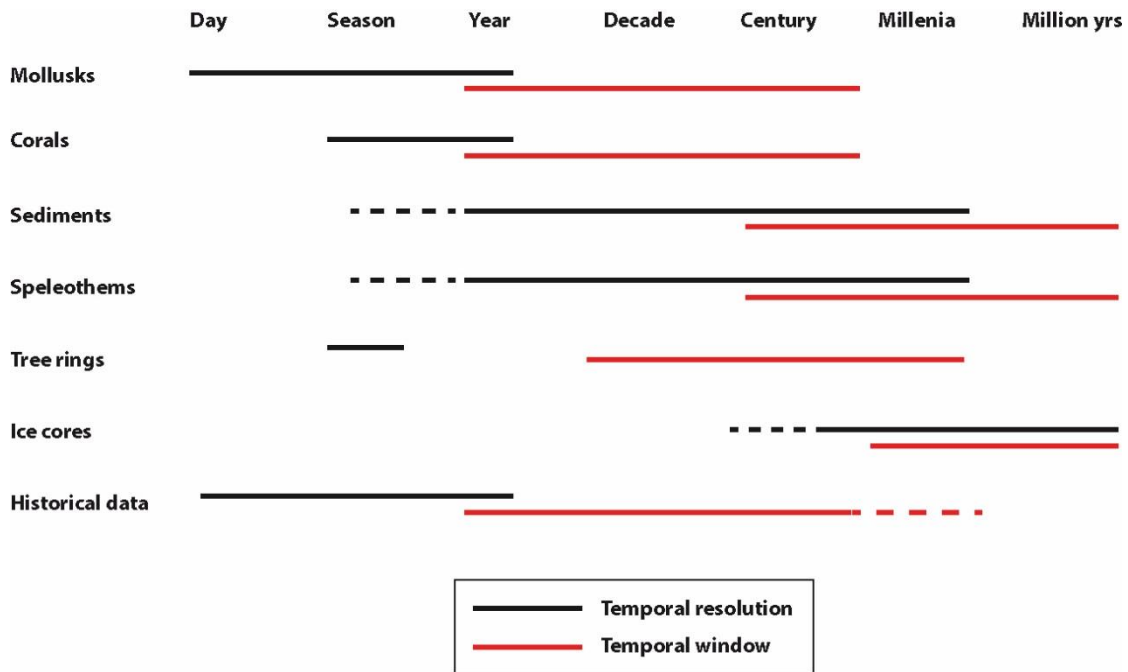 Day Season Year Decade Century Millenia Million yrs
Mollusks
Corals
Sediments
Speleothems
Tree rings
Ice cores
Historical data
Temporal resolution
Temporal window